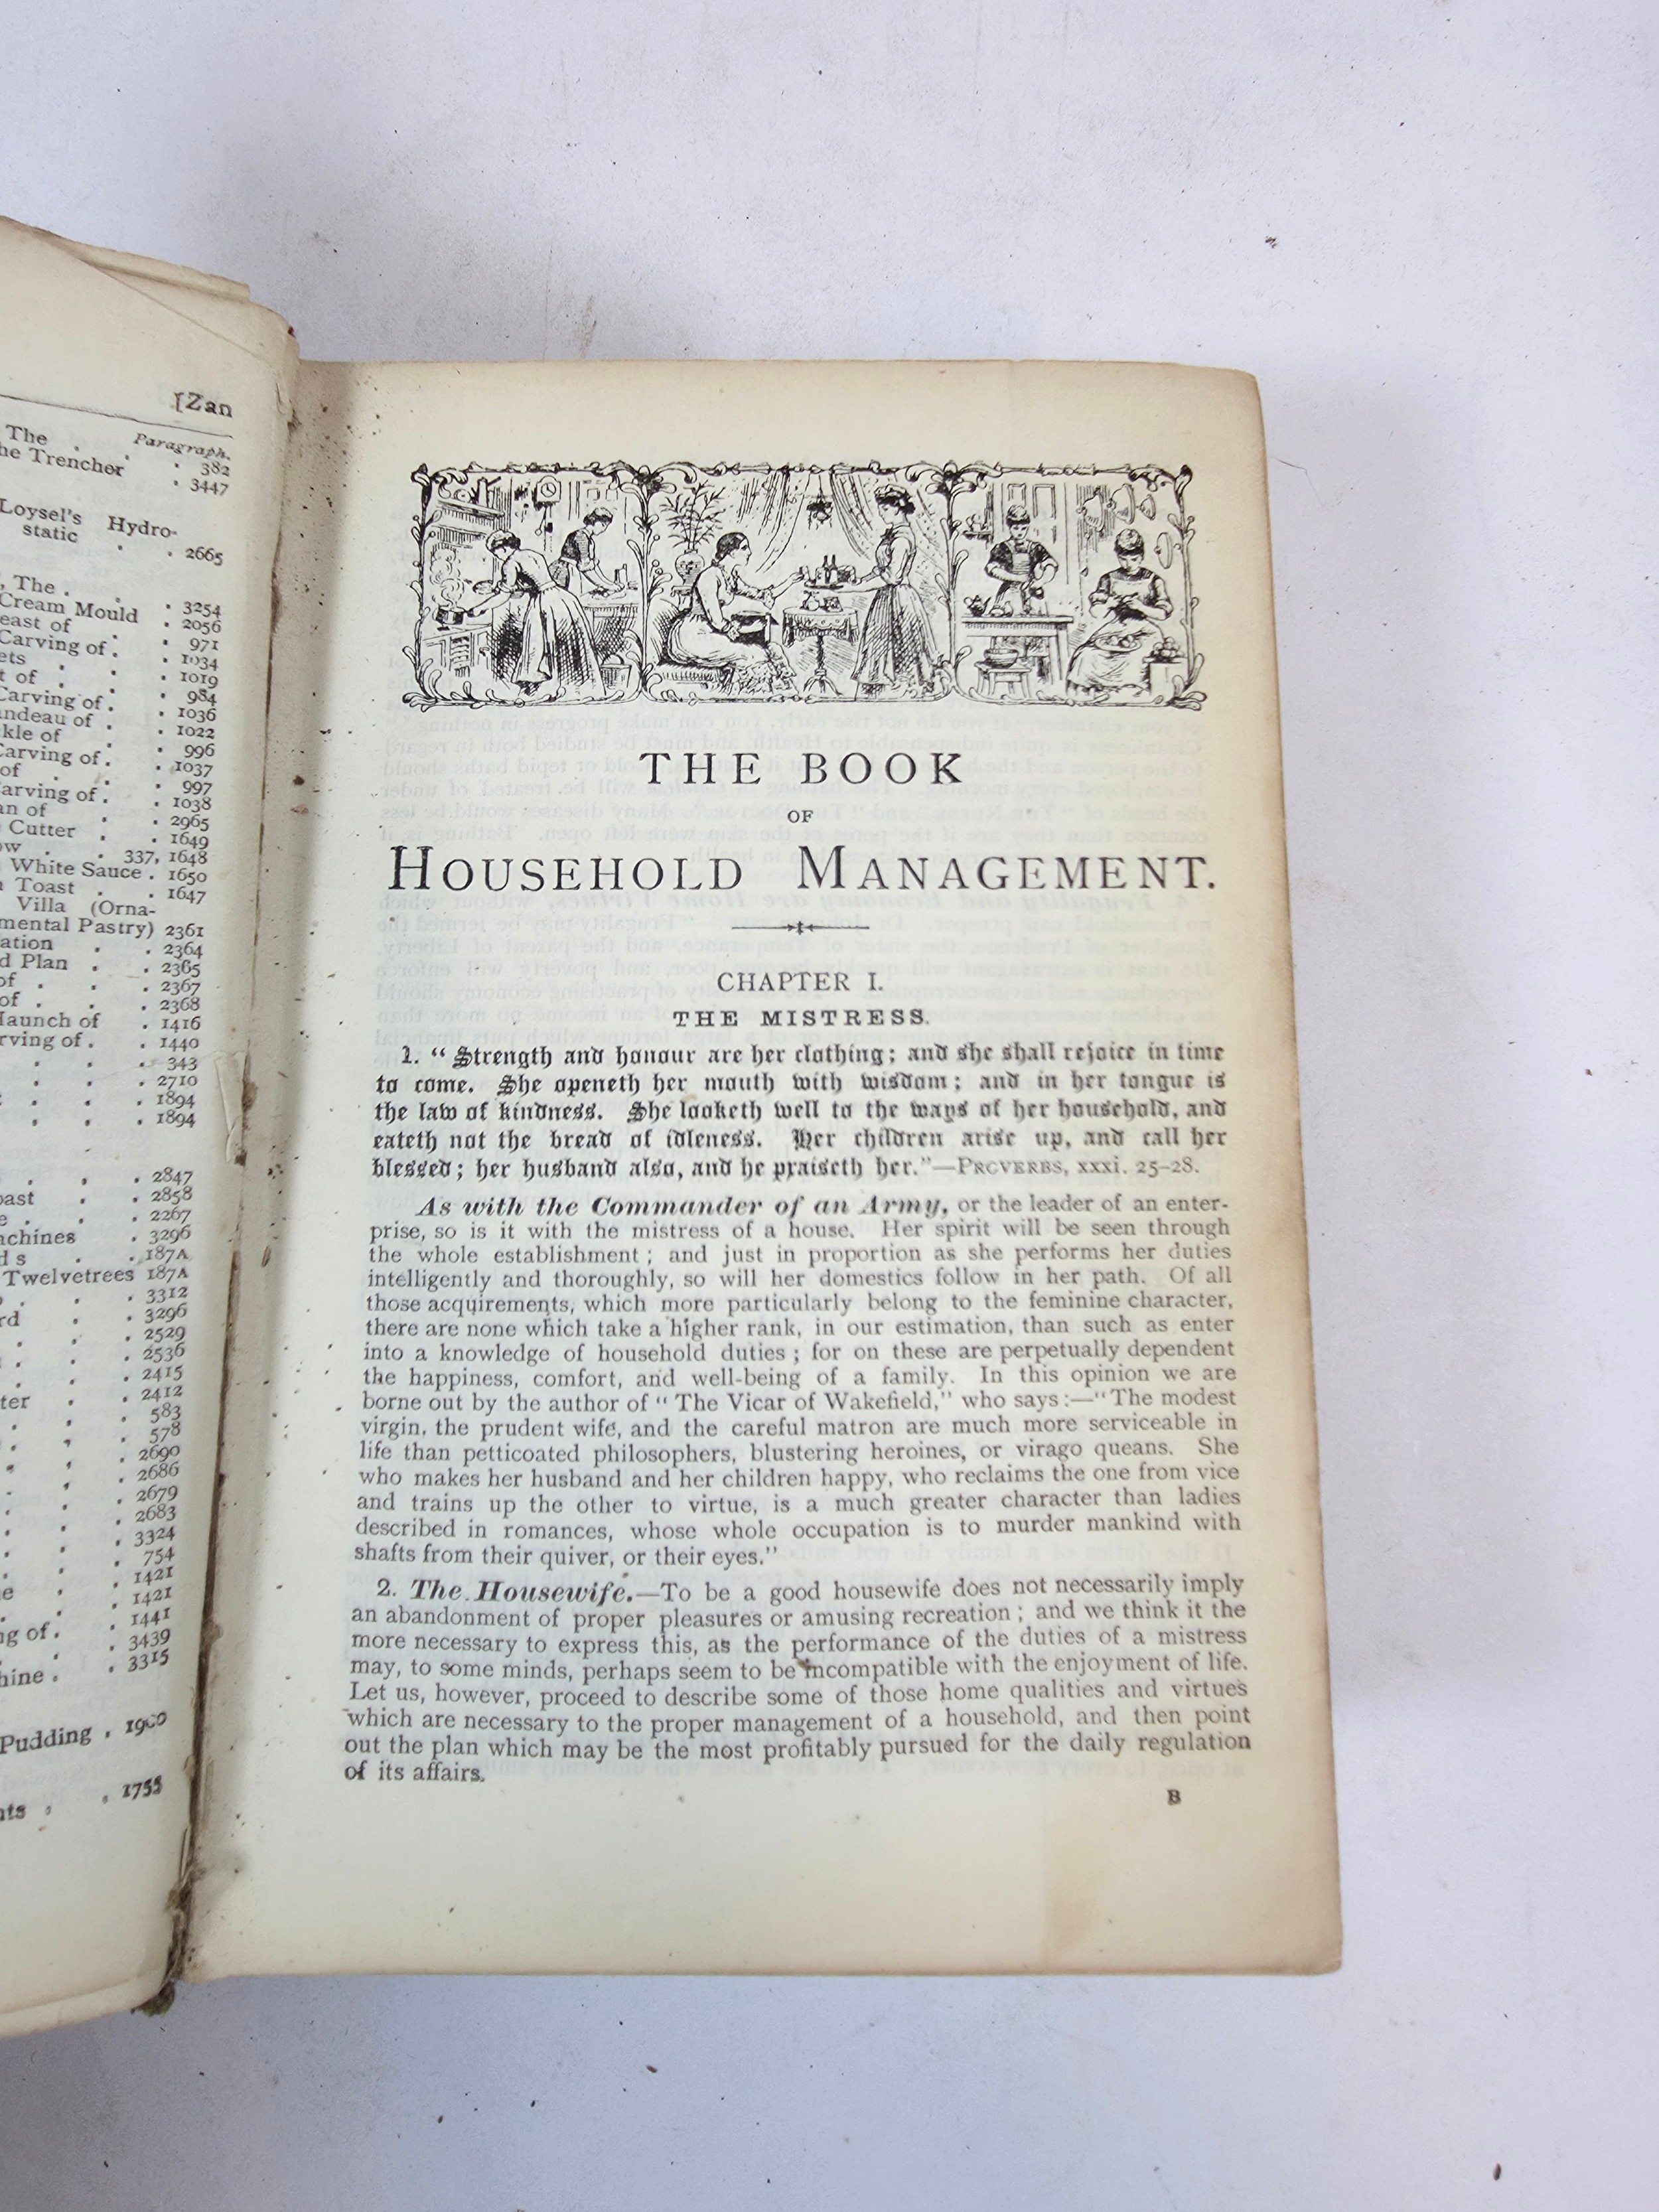 [Zan
Paragraph.
The . . . 382
the Trencher . 3447
Loysel's Hydro-
static . . 2665
, The . . . 3254
Cream Mould . 2056
east of . . 971
Carving of . . 1034
ets . . . 1019
t of . . . 984
Carving of . . 1036
andeau of . . 1022
kle of . . 996
Carving of . . 1037
of . . . 997
arving of . . 1038
an of . . 2965
Cutter . . 1649
ow . . 337, 1648
White Sauce . 1650
Toast . . 1647
Villa (Orna-
mental Pastry) 2361
ation . . 2364
d Plan . . 2365
of . . . 2367
of . . . 2368
Haunch of . 1416
rving of . . 1440
. . . 343
. . . 2710
. . . 1894
. . . 1894
. . . 2847
oast . . 2858
. . . 2267
achines . 3296
ds . . 187A
Twelvetrees 187A
. . . 3312
rd . . 3296
. . . 2529
. . . 2536
. . . 2415
ter . . 2412
. . . 583
. . . 578
. . . 2690
. . . 2686
. . . 2679
. . . 2683
. . . 3324
. . . 754
. . . 1421
. . . 1421
. . . 1441
ng of . . 3439
hine . . 3315
Pudding . 1900
nts . . 1755
THE BOOK
OF
HOUSEHOLD MANAGEMENT.
CHAPTER I.
THE MISTRESS.
1. "Strength and honour are her clothing; and she shall rejoice in time
to come. She openeth her mouth with wisdom; and in her tongue is
the law of kindness. She looketh well to the ways of her household, and
eateth not the bread of idleness. Her children arise up, and call her
blessed; her husband also, and he praiseth her."—PROVERBS, xxxi. 25–28.
As with the Commander of an Army, or the leader of an enter-
prise, so is it with the mistress of a house. Her spirit will be seen through
the whole establishment; and just in proportion as she performs her duties
intelligently and thoroughly, so will her domestics follow in her path. Of all
those acquirements, which more particularly belong to the feminine character,
there are none which take a higher rank, in our estimation, than such as enter
into a knowledge of household duties; for on these are perpetually dependent
the happiness, comfort, and well-being of a family. In this opinion we are
borne out by the author of "The Vicar of Wakefield," who says:—"The modest
virgin, the prudent wife, and the careful matron are much more serviceable in
life than petticoated philosophers, blustering heroines, or virago queans. She
who makes her husband and her children happy, who reclaims the one from vice
and trains up the other to virtue, is a much greater character than ladies
described in romances, whose whole occupation is to murder mankind with
shafts from their quiver, or their eyes."
2. The Housewife.—To be a good housewife does not necessarily imply
an abandonment of proper pleasures or amusing recreation; and we think it the
more necessary to express this, as the performance of the duties of a mistress
may, to some minds, perhaps seem to be incompatible with the enjoyment of life.
Let us, however, proceed to describe some of those home qualities and virtues
which are necessary to the proper management of a household, and then point
out the plan which may be the most profitably pursued for the daily regulation
of its affairs.
B